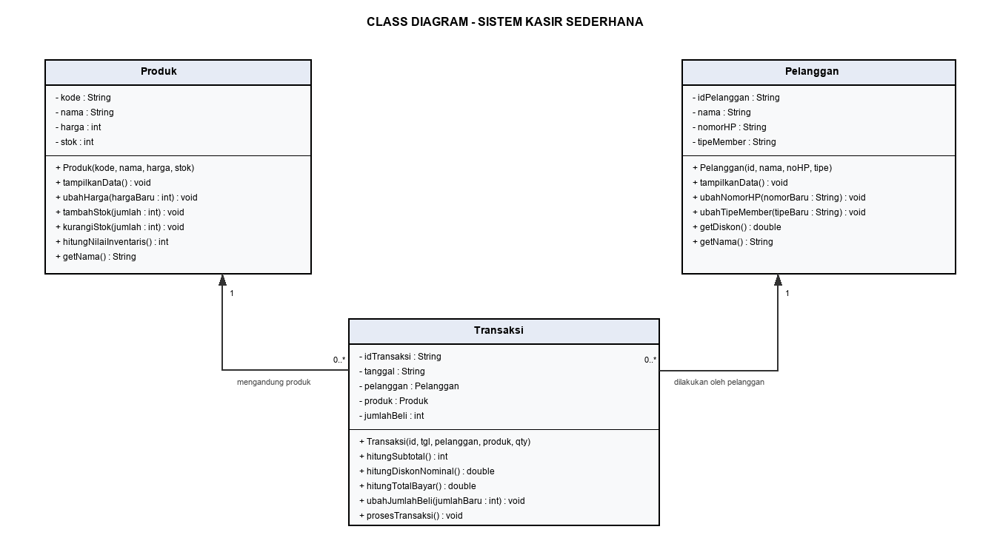 CLASS DIAGRAM - SISTEM KASIR SEDERHANA
Produk
- kode : String
- nama : String
- harga : int
- stok : int
+ Produk(kode, nama, harga, stok)
+ tampilkanData() : void
+ ubahHarga(hargaBaru : int) : void
+ tambahStok(jumlah : int) : void
+ kurangiStok(jumlah : int) : void
+ hitungNilaiInventaris() : int
+ getNama() : String
Pelanggan
- idPelanggan : String
- nama : String
- nomorHP : String
- tipeMember : String
+ Pelanggan(id, nama, noHP, tipe)
+ tampilkanData() : void
+ ubahNomorHP(nomorBaru : String) : void
+ ubahTipeMember(tipeBaru : String) : void
+ getDiskon() : double
+ getNama() : String
1
1
0..*
mengandung produk
Transaksi
- idTransaksi : String
- tanggal : String
- pelanggan : Pelanggan
- produk : Produk
- jumlahBeli : int
+ Transaksi(id, tgl, pelanggan, produk, qty)
+ hitungSubtotal() : int
+ hitungDiskonNominal() : double
+ hitungTotalBayar() : double
+ ubahJumlahBeli(jumlahBaru : int) : void
+ prosesTransaksi() : void
0..*
dilakukan oleh pelanggan